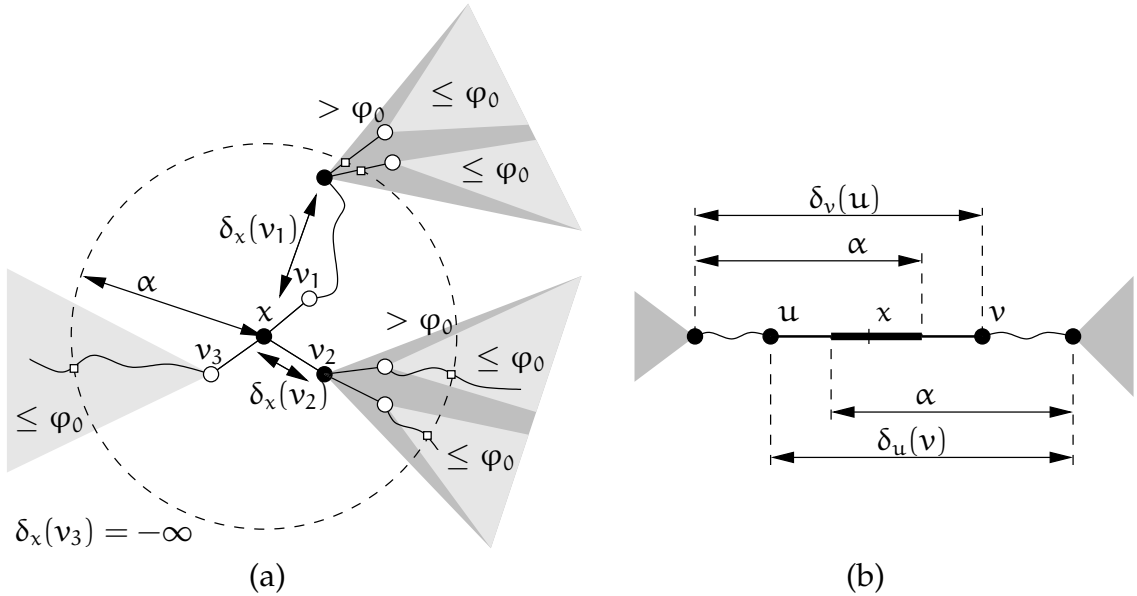 ≤ φ₀
> φ₀
≤ φ₀
δₓ(v₁)
α
v₁
x
> φ₀
v₃
v₂
≤ φ₀
δₓ(v₂)
≤ φ₀
≤ φ₀
δₓ(v₃) = −∞
(a)
δᵥ(u)
α
u
x
v
α
δᵤ(v)
(b)